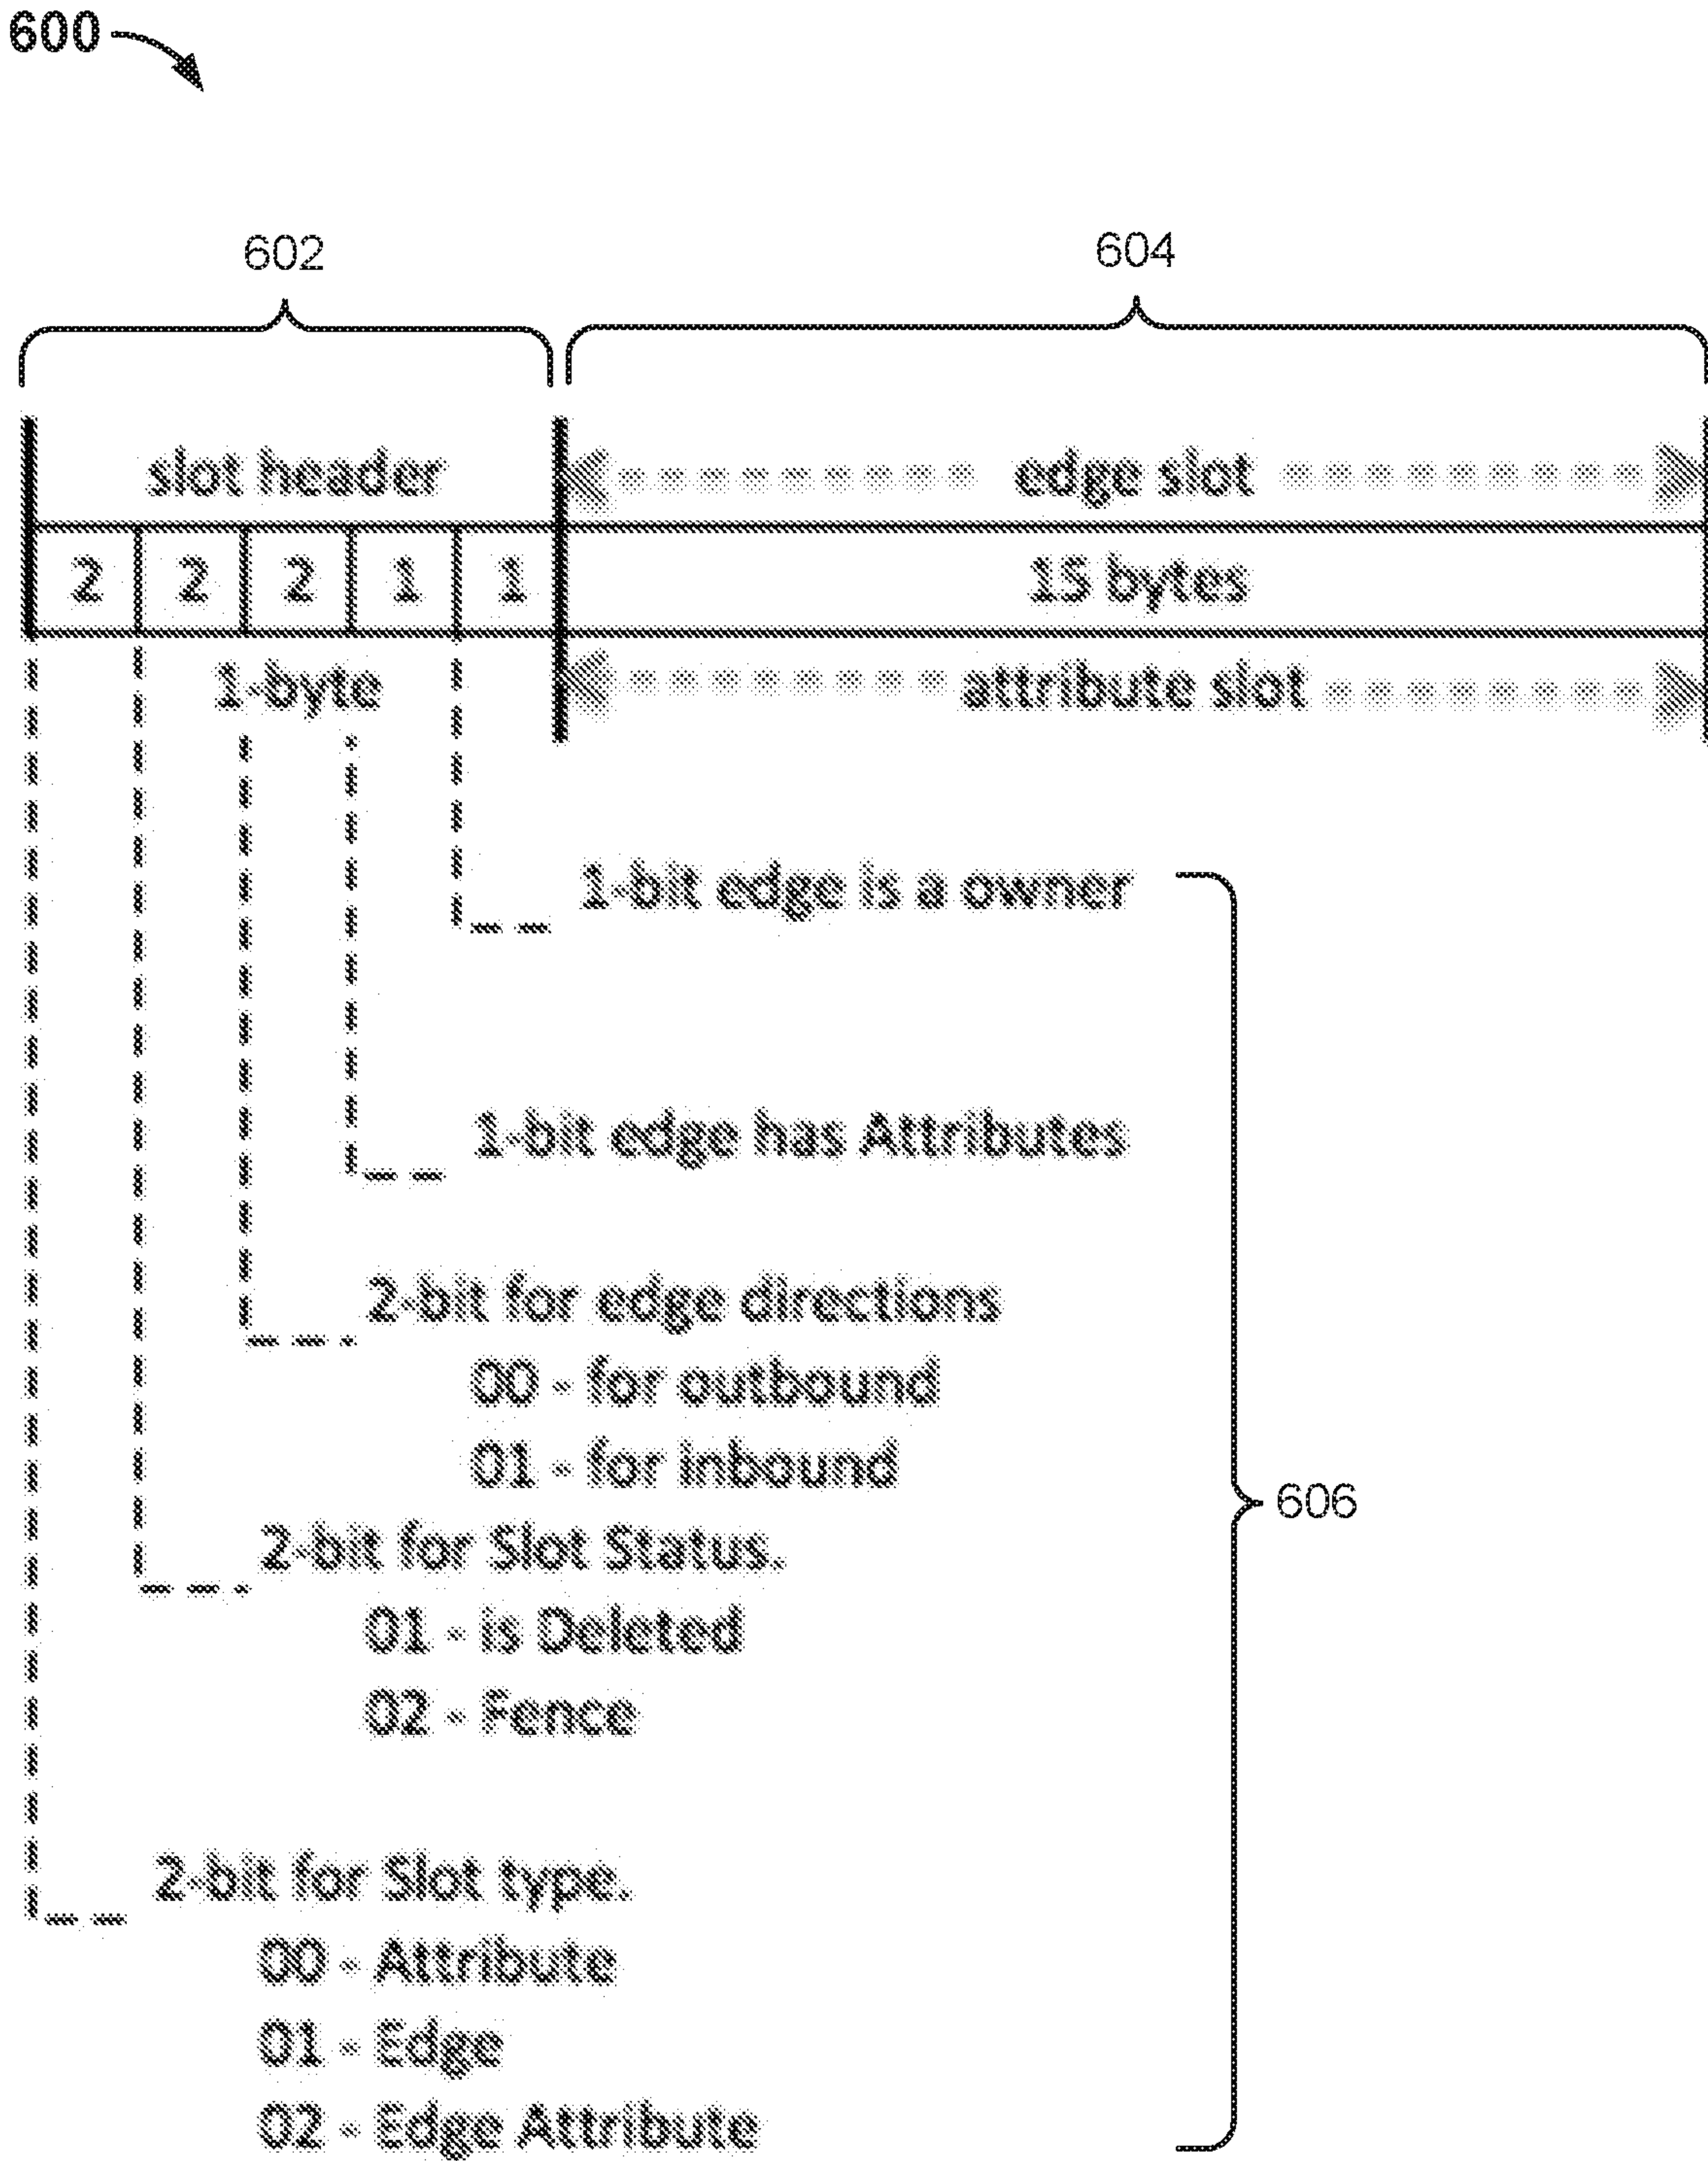 600
602
604
slot header
edge slot
2 2 2 1 1
15 bytes
1-byte
attribute slot
1-bit edge is a owner
1-bit edge has Attributes
2-bit for edge directions
00 - for outbound
01 - for inbound
606
2-bit for Slot Status.
01 - is Deleted
02 - Fence
2-bit for Slot type.
00 - Attribute
01 - Edge
02 - Edge Attribute